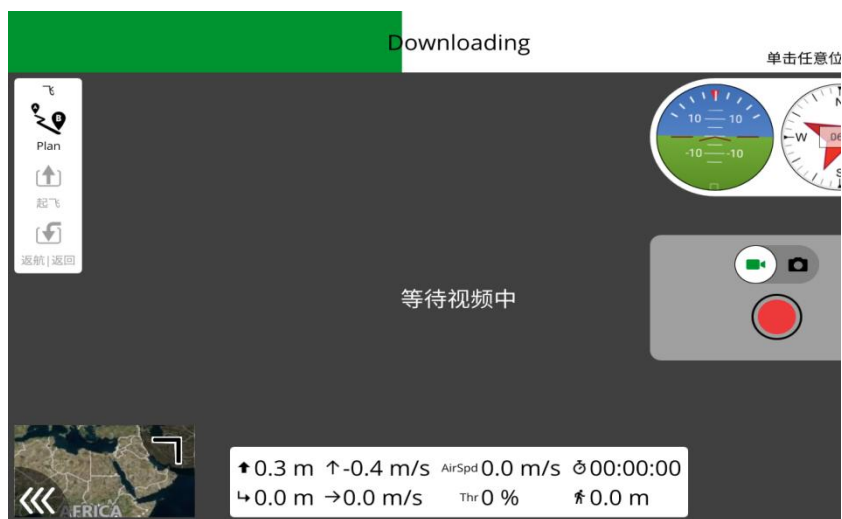 Downloading
单击任意位
飞
Plan
起飞
返航|返回
10 10
-10 -10
N
W
06
S
等待视频中
AFRICA
0.3 m -0.4 m/s AirSpd 0.0 m/s 00:00:00
0.0 m 0.0 m/s Thr 0 % 0.0 m